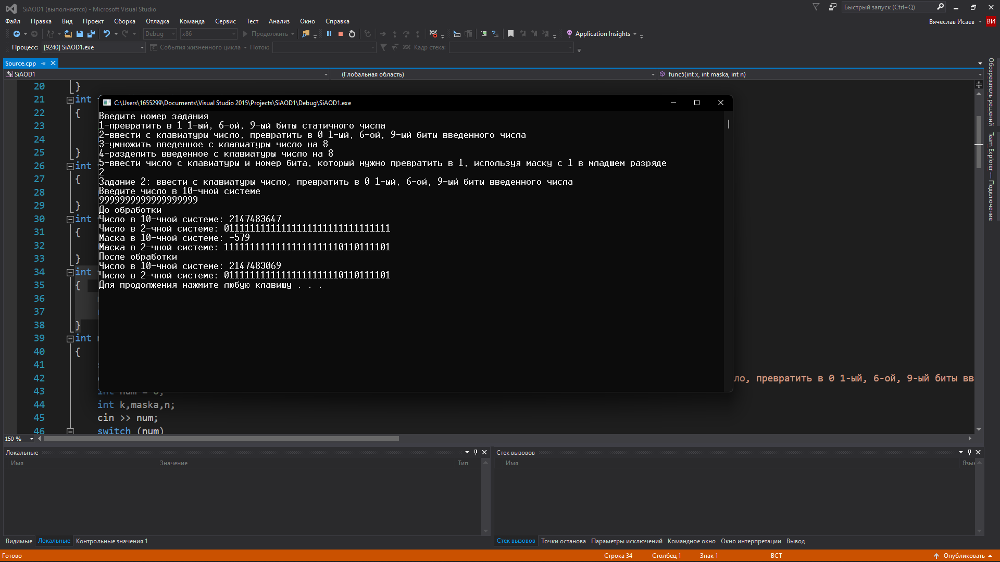 SiAOD1 (выполняется) - Microsoft Visual Studio
Быстрый запуск (Ctrl+Q)
Файл Правка Вид Проект Сборка Отладка Команда Сервис Тест Анализ Окно Справка
Вячеслав Исаев ВИ
Debug x86 Продолжить Application Insights
Процесс: [9240] SiAOD1.exe События жизненного цикла Поток: Кадр стека:
Source.cpp
SiAOD1 (Глобальная область) func5(int x, int maska, int n)
20 }
21 int
22 {
23
24
25 }
26 int
27 {
28
29 }
30 int
31 {
32
33 }
34 int
35 {
36
37
38 }
39 int
40 {
41
42 ло, превратить в 0 1-ый, 6-ой, 9-ый биты вв
43 int num = 0;
44 int k,maska,n;
45 cin >> num;
46 switch (num)
C:\Users\1655299\Documents\Visual Studio 2015\Projects\SiAOD1\Debug\SiAOD1.exe
Введите номер задания
1-превратить в 1 1-ый, 6-ой, 9-ый биты статичного числа
2-ввести с клавиатуры число, превратить в 0 1-ый, 6-ой, 9-ый биты введенного числа
3-умножить введенное с клавиатуры число на 8
4-разделить введенное с клавиатуры число на 8
5-ввести число с клавиатуры и номер бита, который нужно превратить в 1, используя маску с 1 в младшем разряде
2
Задание 2: ввести с клавиатуры число, превратить в 0 1-ый, 6-ой, 9-ый биты введенного числа
Введите число в 10-чной системе
9999999999999999999
До обработки
Число в 10-чной системе: 2147483647
Число в 2-чной системе: 01111111111111111111111111111111
Маска в 10-чной системе: -579
Маска в 2-чной системе: 11111111111111111111110110111101
После обработки
Число в 10-чной системе: 2147483069
Число в 2-чной системе: 01111111111111111111110110111101
Для продолжения нажмите любую клавишу . . .
Обозреватель решений
Team Explorer — Подключение
150 %
Локальные
Имя Значение Тип
Стек вызовов
Имя Язык
Видимые Локальные Контрольные значения 1
Стек вызовов Точки останова Параметры исключений Командное окно Окно интерпретации Вывод
Готово Строка 34 Столбец 1 Знак 1 ВСТ Опубликовать